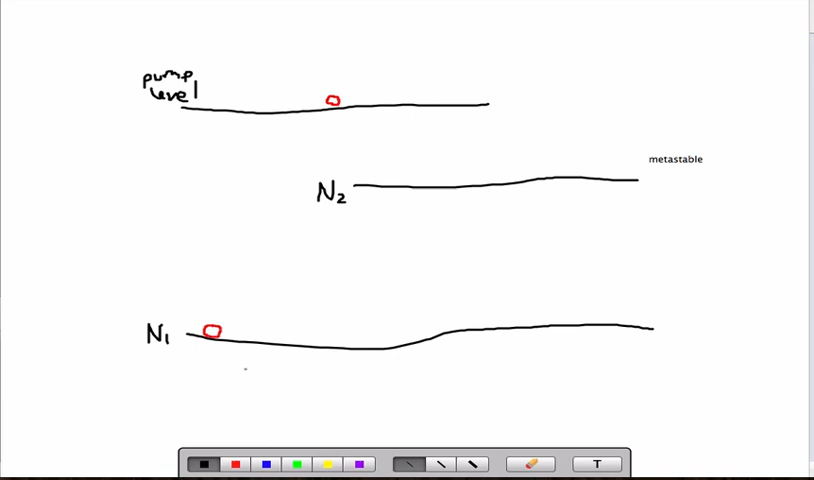 pump
level
metastable
N₂
N₁
T